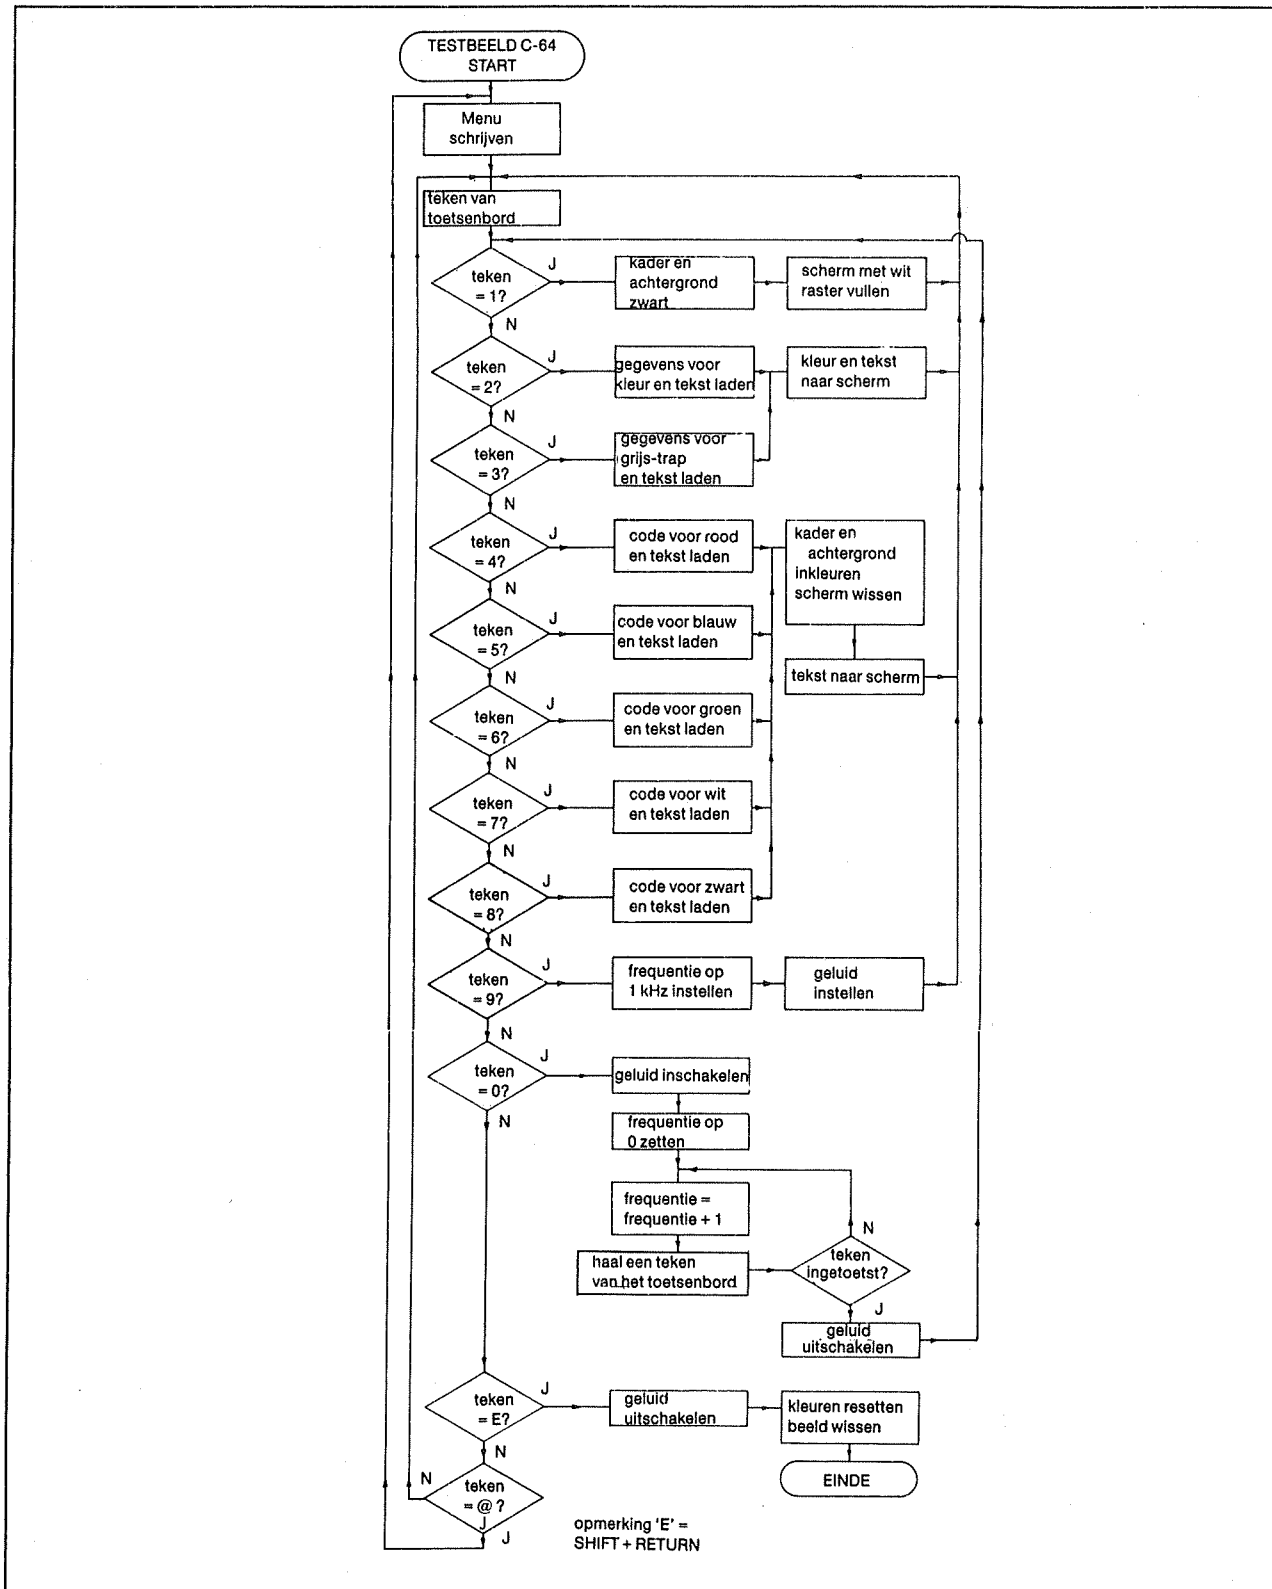 TESTBEELD C-64
START
Menu
schrijven
teken van
toetsenbord
teken
= 1?
J
kader en
achtergrond
zwart
scherm met wit
raster vullen
N
teken
= 2?
J
gegevens voor
kleur en tekst laden
kleur en tekst
naar scherm
N
teken
= 3?
J
gegevens voor
grijs-trap
en tekst laden
N
teken
= 4?
J
code voor rood
en tekst laden
kader en
achtergrond
inkleuren
scherm wissen
N
teken
= 5?
J
code voor blauw
en tekst laden
tekst naar scherm
N
teken
= 6?
J
code voor groen
en tekst laden
N
teken
= 7?
J
code voor wit
en tekst laden
N
teken
= 8?
J
code voor zwart
en tekst laden
N
teken
= 9?
J
frequentie op
1 kHz instellen
geluid
instellen
N
teken
= 0?
J
geluid inschakelen
N
frequentie op
0 zetten
frequentie =
frequentie + 1
N
haal een teken
van het toetsenbord
teken
ingetoetst?
J
geluid
uitschakelen
teken
= E?
J
geluid
uitschakelen
kleuren resetten
beeld wissen
N
EINDE
N
teken
= @ ?
J
J
opmerking 'E' =
SHIFT + RETURN